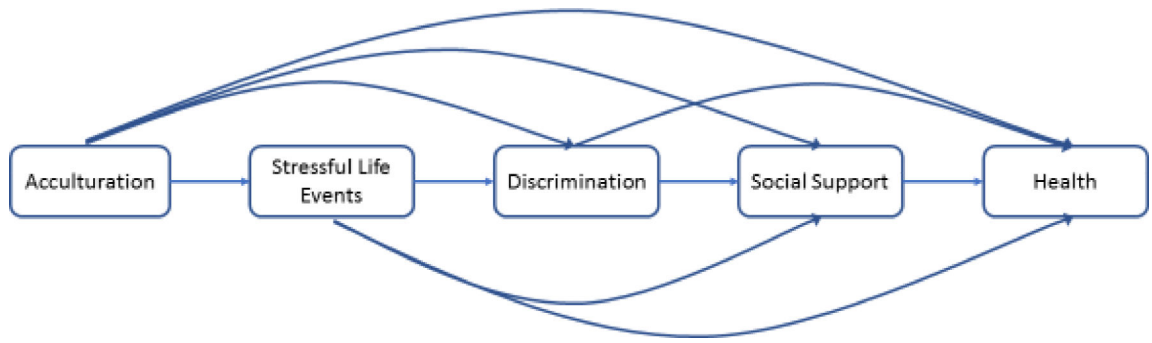 Acculturation
Stressful Life
Events
Discrimination
Social Support
Health